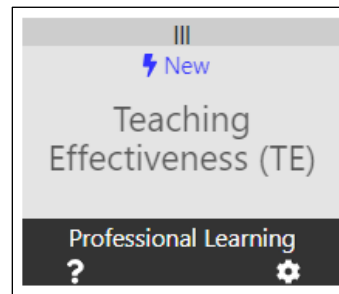 |||
New
Teaching
Effectiveness (TE)
Professional Learning
?